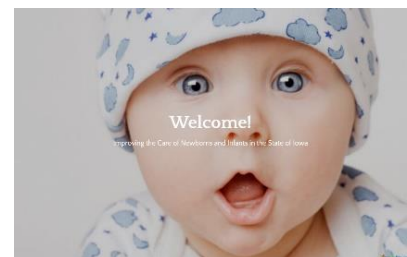 Welcome!
Improving the Care of Newborns and Infants in the State of Iowa